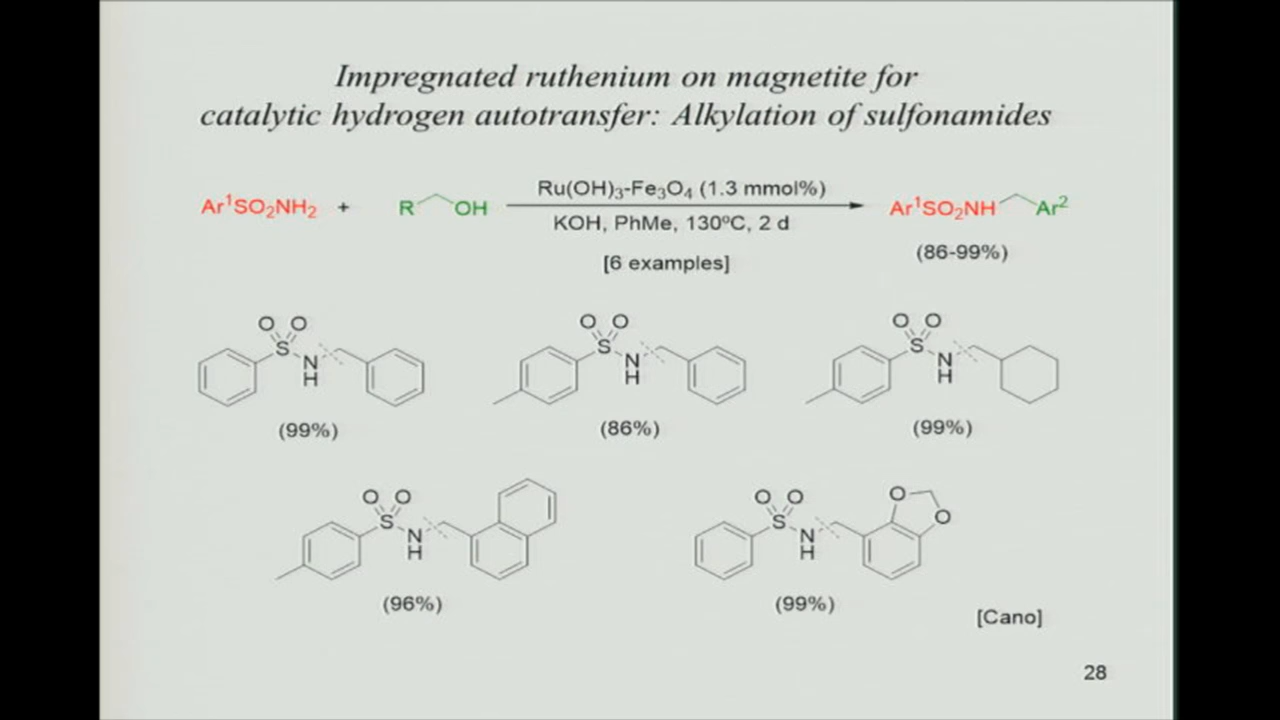 Impregnated ruthenium on magnetite for
catalytic hydrogen autotransfer: Alkylation of sulfonamides
Ar¹SO₂NH₂ + R OH Ru(OH)₃-Fe₃O₄ (1.3 mmol%) Ar¹SO₂NH Ar²
KOH, PhMe, 130ºC, 2 d
(86-99%)
[6 examples]
O O S N H
O O S N H
O O S N H
(99%) (86%) (99%)
O O S N H
O O S N H O O
(96%) (99%)
[Cano]
28